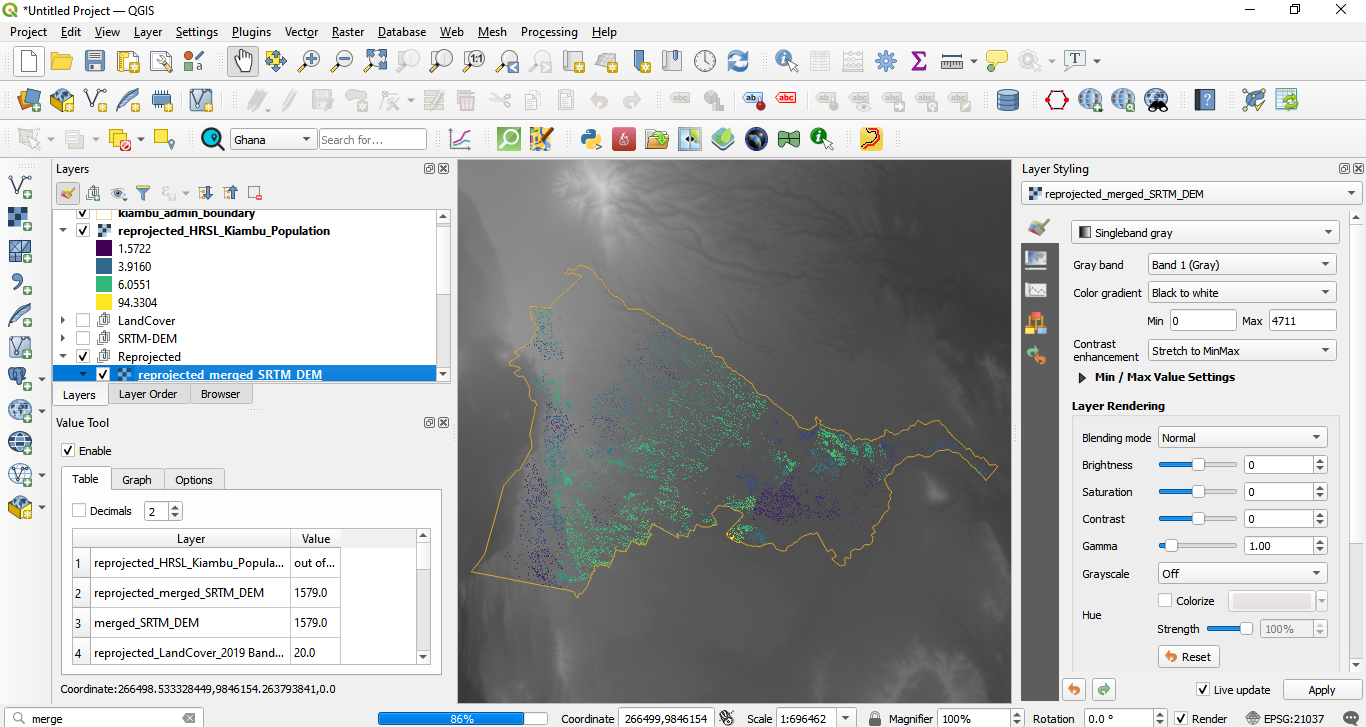 *Untitled Project — QGIS
Project Edit View Layer Settings Plugins Vector Raster Database Web Mesh Processing Help
Ghana
Search for...
Layers
kiambu_admin_boundary
reprojected_HRSL_Kiambu_Population
1.5722
3.9160
6.0551
94.3304
LandCover
SRTM-DEM
Reprojected
reprojected_merged_SRTM_DEM
Layers Layer Order Browser
Value Tool
Enable
Table Graph Options
Decimals 2
Layer Value
1 reprojected_HRSL_Kiambu_Popula... out of...
2 reprojected_merged_SRTM_DEM 1579.0
3 merged_SRTM_DEM 1579.0
4 reprojected_LandCover_2019 Band... 20.0
Coordinate:266498.533328449,9846154.263793841,0.0
Layer Styling
reprojected_merged_SRTM_DEM
Singleband gray
Gray band Band 1 (Gray)
Color gradient Black to white
Min 0 Max 4711
Contrast enhancement Stretch to MinMax
Min / Max Value Settings
Layer Rendering
Blending mode Normal
Brightness 0
Saturation 0
Contrast 0
Gamma 1.00
Grayscale Off
Hue Colorize
Strength 100%
Reset
Live update Apply
merge 86% Coordinate 266499,9846154 Scale 1:696462 Magnifier 100% Rotation 0.0 ° Render EPSG:21037